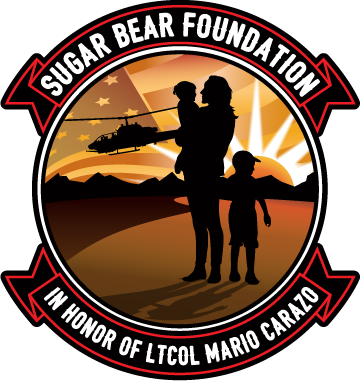 SUGAR BEAR FOUNDATION
IN HONOR OF LTCOL MARIO CARAZO